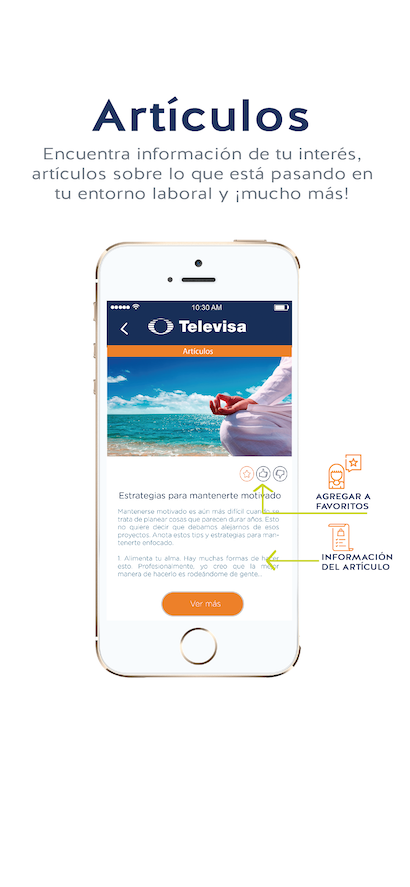 Artículos
Encuentra información de tu interés,
artículos sobre lo que está pasando en
tu entorno laboral y ¡mucho más!
10:30 AM
Televisa
Artículos
Estrategias para mantenerte motivado
Mantenerse motivado es aún más difícil cuando se
trata de planear cosas que parecen durar años. Esto
no quiere decir que debamos alejarnos de esos
proyectos. Anota estos tips y estrategias para man-
tenerte enfocado.
1. Alimenta tu alma. Hay muchas formas de hacer
esto. Profesionalmente, yo creo que la mejor
manera de hacerlo es rodeándome de gente...
Ver más
AGREGAR A
FAVORITOS
INFORMACIÓN
DEL ARTÍCULO